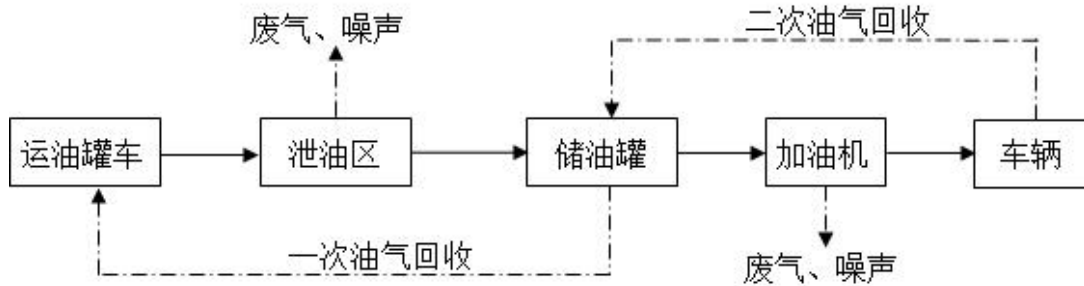 废气、噪声
二次油气回收
运油罐车
泄油区
储油罐
加油机
车辆
一次油气回收
废气、噪声